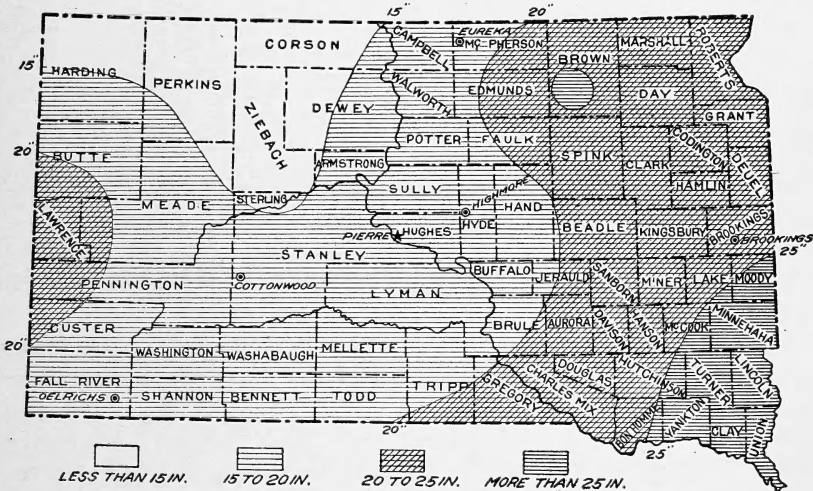 15"
20"
EUREKA
CORSON
CAMPBELL
MCPHERSON
BROWN
MARSHALL
ROBERTS
15"
HARDING
PERKINS
ZIEBACH
DEWEY
WALWORTH
EDMUNDS
DAY
GRANT
20"
BUTTE
ARMSTRONG
POTTER
FAULK
SPINK
CLARK
CODINGTON
DEUEL
HAMLIN
MEADE
STERLING
SULLY
HIGHMORE
HAND
HYDE
LAWRENCE
PIERRE
HUGHES
BEADLE
KINGSBURY
BROOKINGS
BROOKINGS
25"
STANLEY
PENNINGTON
COTTONWOOD
LYMAN
BUFFALO
JERAULD
SANBORN
MINER
LAKE
MOODY
CUSTER
BRULE
AURORA
DAVISON
HANSON
MCCOOK
MINNEHAHA
20"
WASHINGTON
WASHABAUGH
MELLETTE
DOUGLAS
HUTCHINSON
TURNER
LINCOLN
FALL RIVER
OELRICHS
SHANNON
BENNETT
TODD
TRIPP
GREGORY
CHARLES MIX
BON HOMME
YANKTON
CLAY
UNION
20"
25"
LESS THAN 15 IN.
15 TO 20 IN.
20 TO 25 IN.
MORE THAN 25 IN.